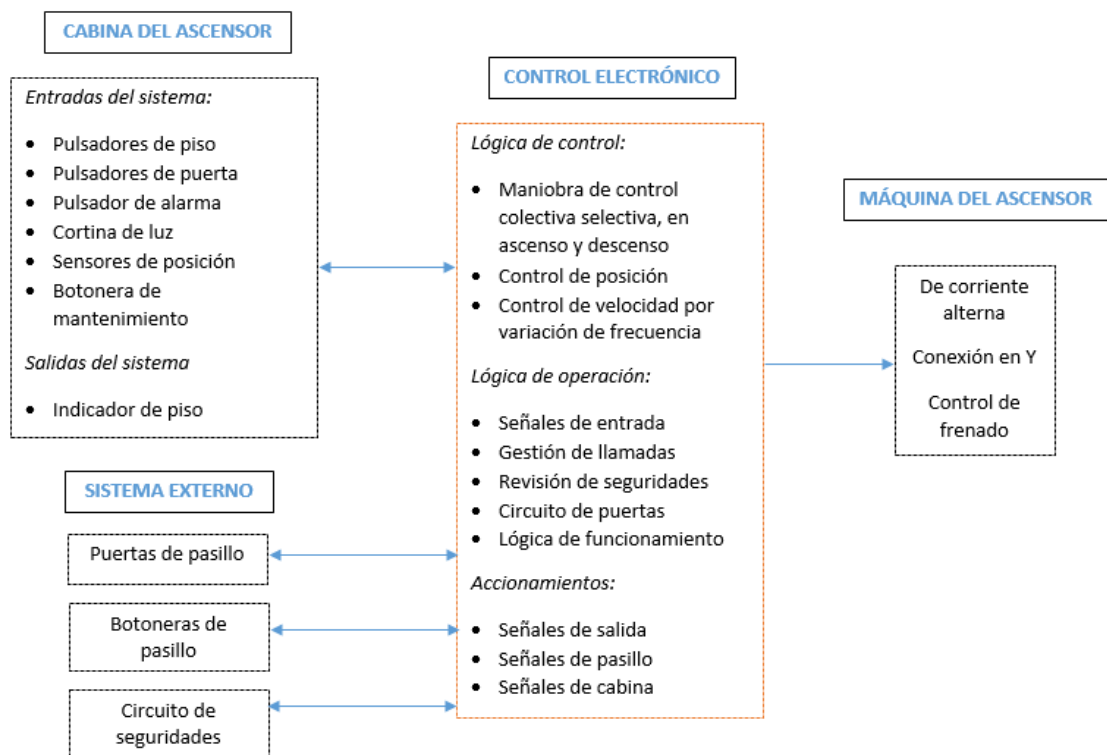 CABINA DEL ASCENSOR
Entradas del sistema:
• Pulsadores de piso
• Pulsadores de puerta
• Pulsador de alarma
• Cortina de luz
• Sensores de posición
• Botonera de
mantenimiento
Salidas del sistema
• Indicador de piso
SISTEMA EXTERNO
Puertas de pasillo
Botoneras de
pasillo
Circuito de
seguridades
CONTROL ELECTRÓNICO
Lógica de control:
• Maniobra de control
colectiva selectiva, en
ascenso y descenso
• Control de posición
• Control de velocidad por
variación de frecuencia
Lógica de operación:
• Señales de entrada
• Gestión de llamadas
• Revisión de seguridades
• Circuito de puertas
• Lógica de funcionamiento
Accionamientos:
• Señales de salida
• Señales de pasillo
• Señales de cabina
MÁQUINA DEL ASCENSOR
De corriente
alterna
Conexión en Y
Control de
frenado